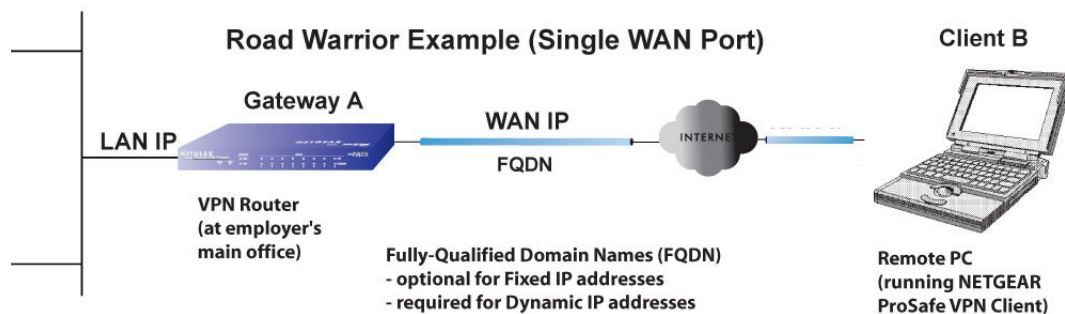 Road Warrior Example (Single WAN Port)
Client B
Gateway A
LAN IP
WAN IP
FQDN
INTERNET
NETGEAR
VPN Router
(at employer's
main office)
Fully-Qualified Domain Names (FQDN)
- optional for Fixed IP addresses
- required for Dynamic IP addresses
Remote PC
(running NETGEAR
ProSafe VPN Client)